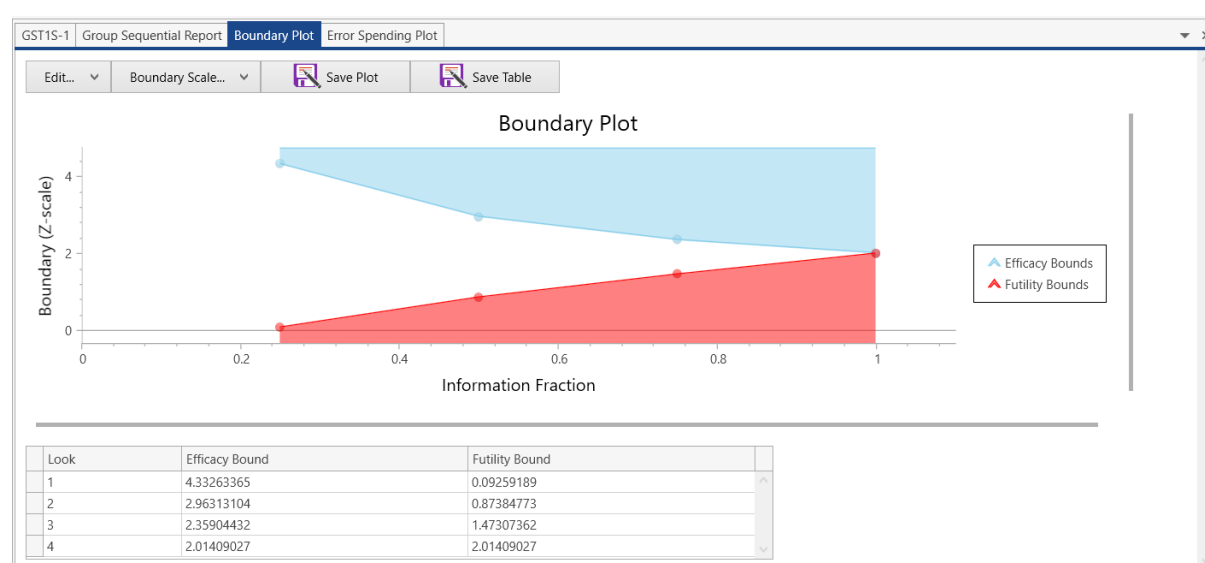 GST1S-1 Group Sequential Report Boundary Plot Error Spending Plot
Edit... Boundary Scale... Save Plot Save Table
Boundary Plot
Boundary (Z-scale)
4
2
0
0 0.2 0.4 0.6 0.8 1
Information Fraction
Efficacy Bounds
Futility Bounds
Look Efficacy Bound Futility Bound
1 4.33263365 0.09259189
2 2.96313104 0.87384773
3 2.35904432 1.47307362
4 2.01409027 2.01409027